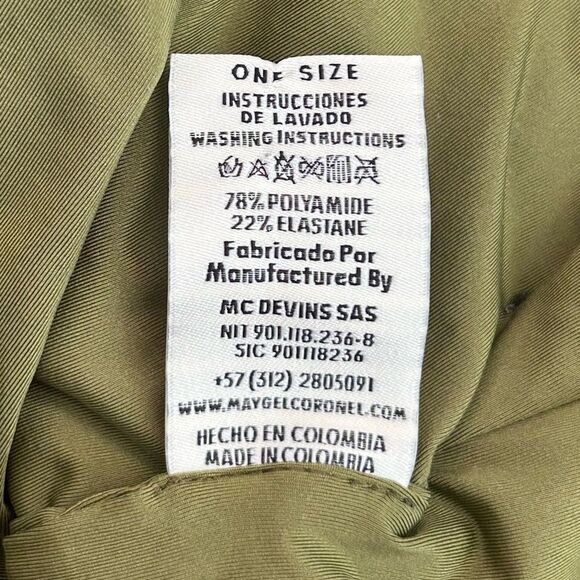 ONE SIZE
INSTRUCCIONES
DE LAVADO
WASHING INSTRUCTIONS
78% POLYAMIDE
22% ELASTANE
Fabricado Por
Manufactured By
MC DEVINS SAS
NIT 901.118.236-8
SIC 901118236
+57 (312) 2805091
WWW.MAYGELCORONEL.COM
HECHO EN COLOMBIA
MADE IN COLOMBIA